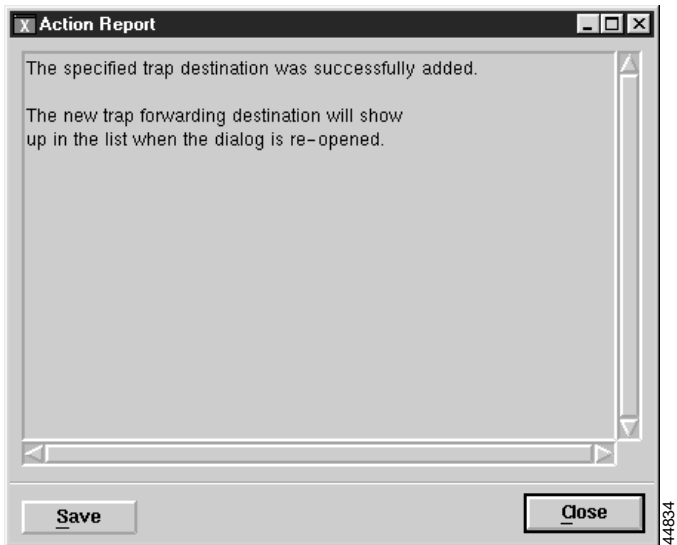 X Action Report
The specified trap destination was successfully added.
The new trap forwarding destination will show
up in the list when the dialog is re-opened.
Save
Close
44834